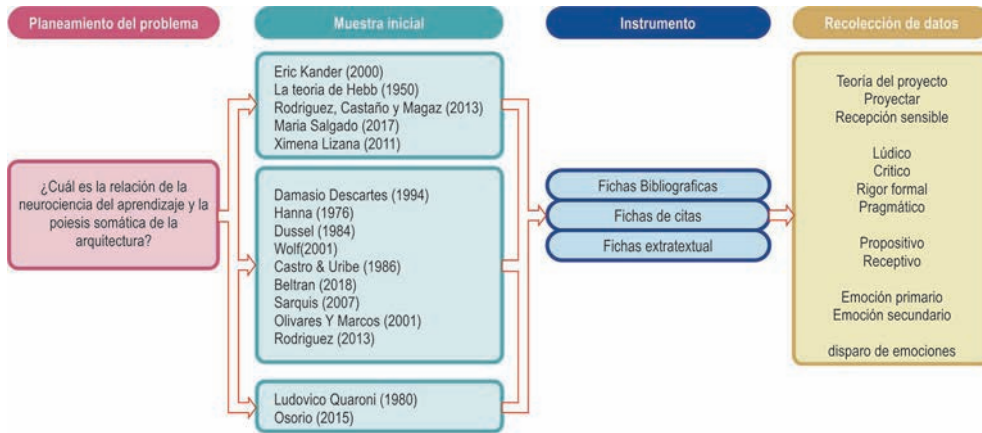 Planeamiento del problema
Muestra inicial
Instrumento
Recolección de datos
¿Cuál es la relación de la
neurociencia del aprendizaje y la
poiesis somática de la
arquitectura?
Eric Kander (2000)
La teoria de Hebb (1950)
Rodriguez, Castaño y Magaz (2013)
Maria Salgado (2017)
Ximena Lizana (2011)
Damasio Descartes (1994)
Hanna (1976)
Dussel (1984)
Wolf(2001)
Castro & Uribe (1986)
Beltran (2018)
Sarquis (2007)
Olivares Y Marcos (2001)
Rodriguez (2013)
Ludovico Quaroni (1980)
Osorio (2015)
Fichas Bibliograficas
Fichas de citas
Fichas extratextual
Teoría del proyecto
Proyectar
Recepción sensible
Lúdico
Critico
Rigor formal
Pragmático
Propositivo
Receptivo
Emoción primario
Emoción secundario
disparo de emociones